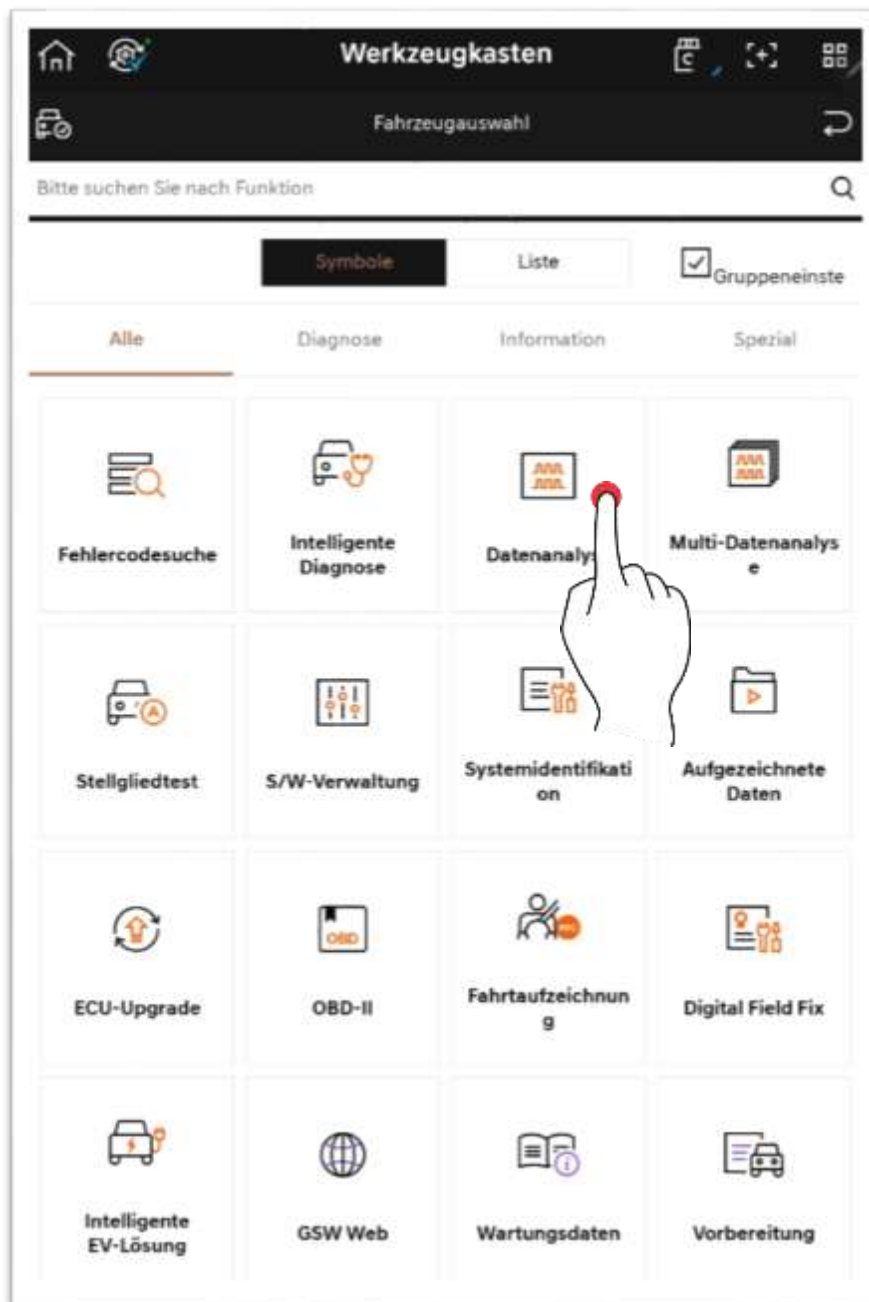 Werkzeugkasten
C
Fahrzeugauswahl
Bitte suchen Sie nach Funktion
Symbole
Liste
Gruppeneinste
Alle
Diagnose
Information
Spezial
Fehlercodesuche
Intelligente
Diagnose
Datenanalys
Multi-Datenanalys
e
A
Stellgliedtest
S/W-Verwaltung
Systemidentifikati
on
Aufgezeichnete
Daten
ECU-Upgrade
OBD
OBD-II
Fahrtaufzeichnun
g
Digital Field Fix
Intelligente
EV-Lösung
GSW Web
i
Wartungsdaten
Vorbereitung